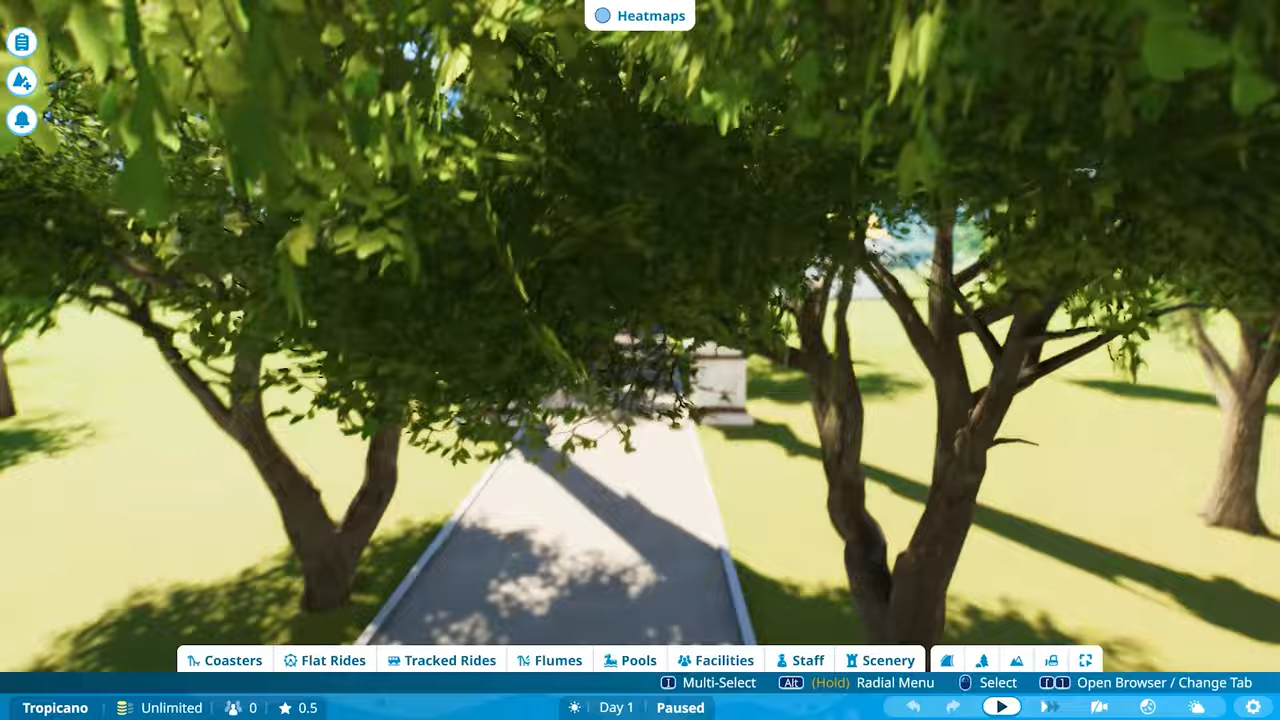 Heatmaps
Coasters Flat Rides Tracked Rides Flumes Pools Facilities Staff Scenery
Multi-Select Alt (Hold) Radial Menu Select Open Browser / Change Tab
Tropicano Unlimited 0 0.5 Day 1 Paused